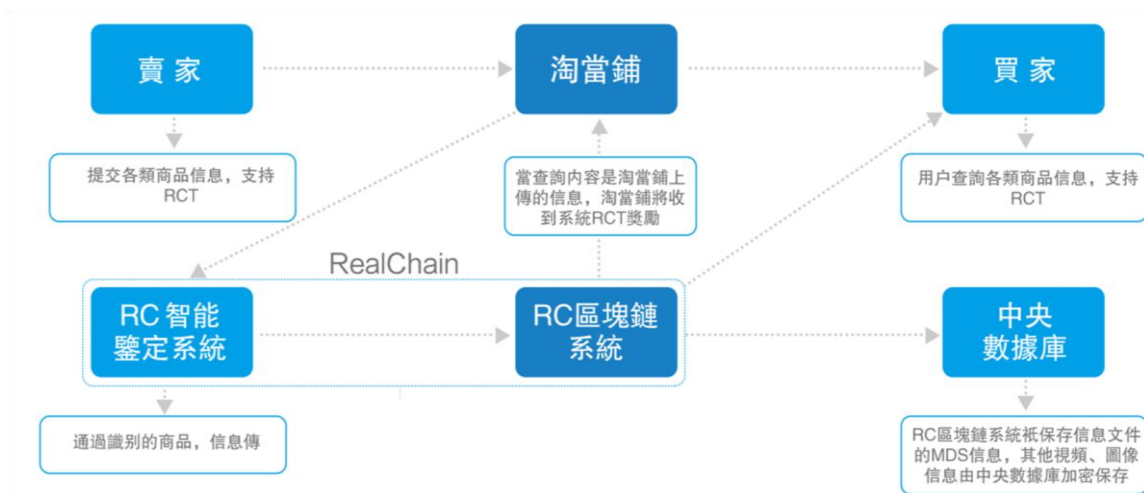 賣家
淘當鋪
買家
提交各類商品信息，支持
RCT
當查詢内容是淘當鋪上
傳的信息，淘當鋪將收
到系統RCT獎勵
用户查詢各類商品信息，支持
RCT
RealChain
RC 智能
鑒定系統
RC區塊鏈
系統
中央
數據庫
通過識别的商品，信息傳
RC區塊鏈系統衹保存信息文件
的MDS信息，其他視頻、圖像
信息由中央數據庫加密保存